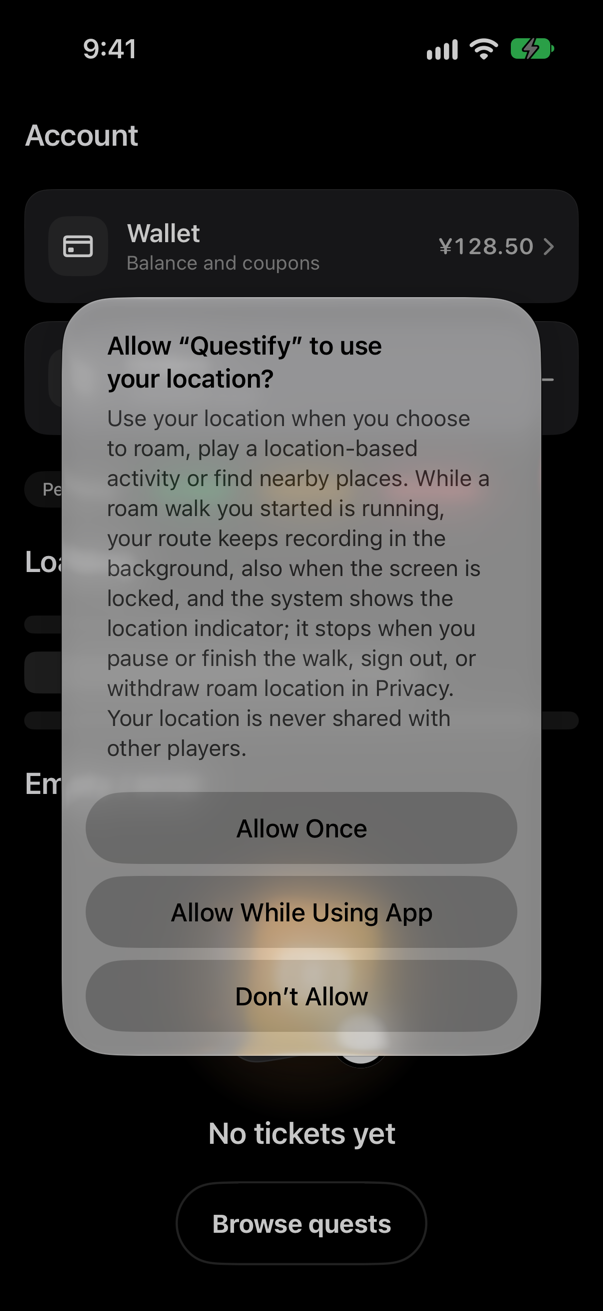 9:41
Account
Wallet
Balance and coupons
¥128.50
Allow “Questify” to use
your location?
Use your location when you choose
to roam, play a location-based
activity or find nearby places. While a
roam walk you started is running,
your route keeps recording in the
background, also when the screen is
locked, and the system shows the
location indicator; it stops when you
pause or finish the walk, sign out, or
withdraw roam location in Privacy.
Your location is never shared with
other players.
Allow Once
Allow While Using App
Don’t Allow
No tickets yet
Browse quests